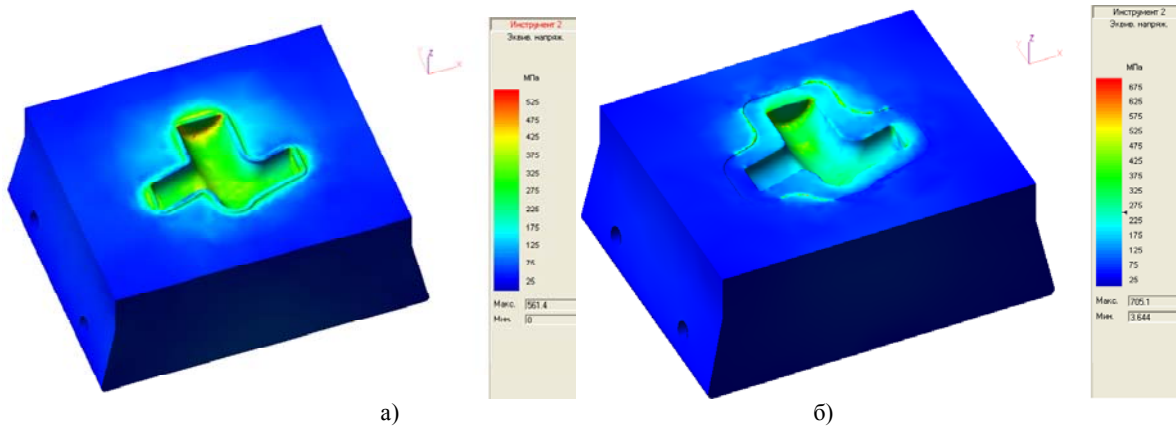 Инструмент 2
Эквив. напряж.
МПа
525
475
425
375
325
275
225
175
125
75
25
Макс. 561.4
Мин. 0
z
x
а)
Инструмент 2
Эквив. напряж.
МПа
675
625
575
525
475
425
375
325
275
225
175
125
75
25
Макс. 705.1
Мин. 3.644
z
x
б)